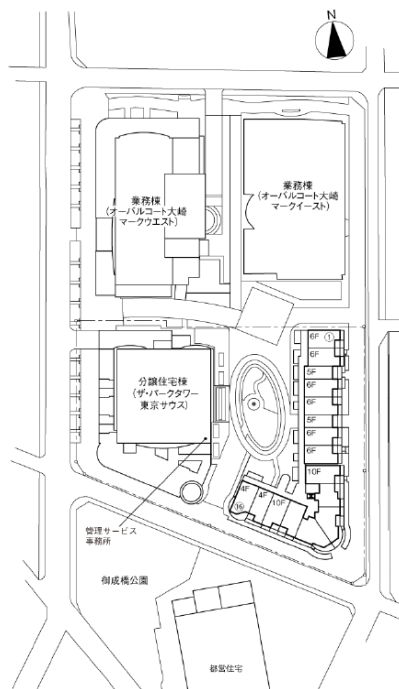 N
業務棟
(オーバルコート大崎
マークウエスト)
業務棟
(オーバルコート大崎
マークイースト)
分譲住宅棟
(ザ・パークタワー
東京サウス)
6F ①
6F
5F
6F
6F
5F
6F
6F
10F
4F
4F
10F
⑯
管理サービス
事務所
御成橋公園
都営住宅